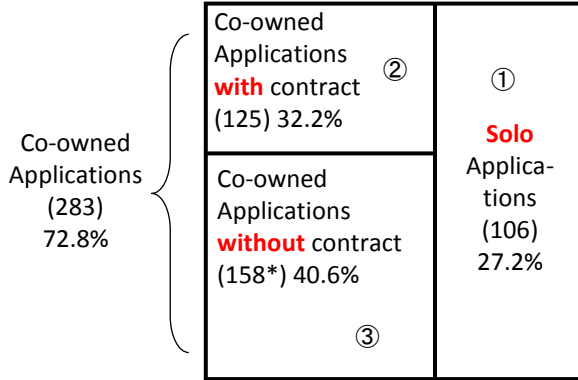 Co-owned
Applications
(283)
72.8%
Co-owned
Applications
with contract
(125) 32.2%
②
Co-owned
Applications
without contract
(158*) 40.6%
③
①
Solo
Applica-
tions
(106)
27.2%